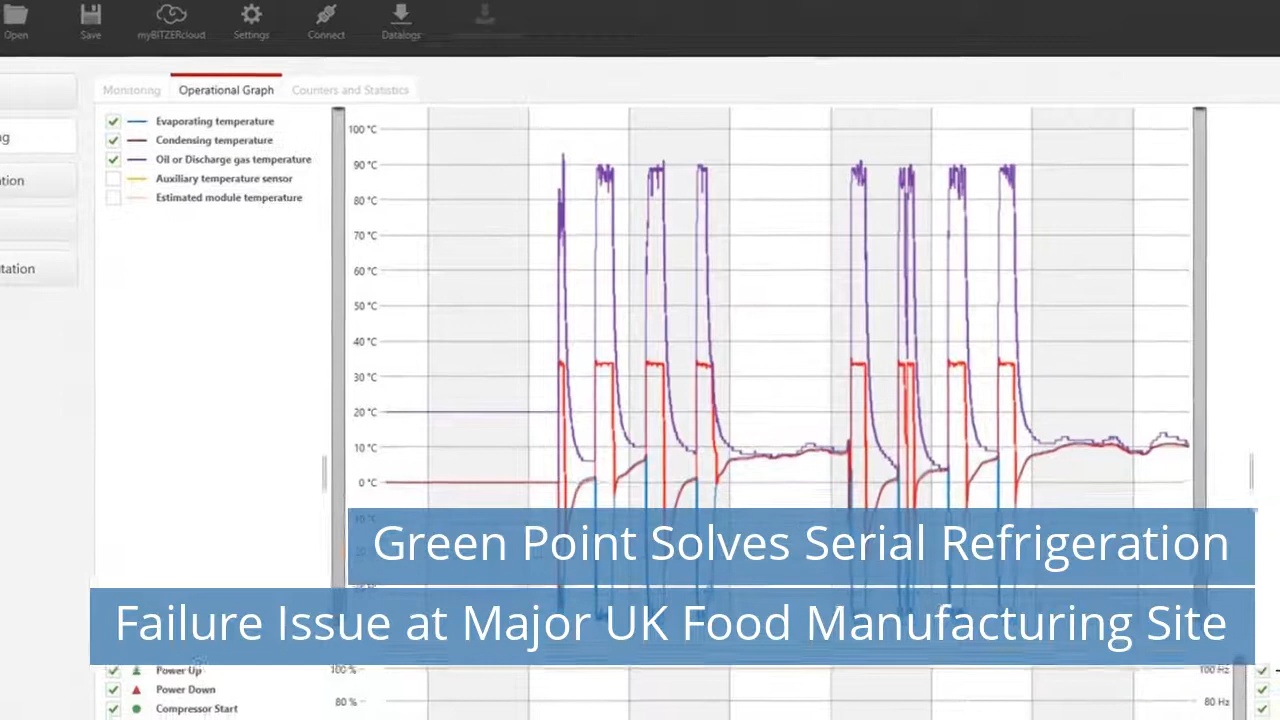 Open
Save
myBITZERcloud
Settings
Connect
Datalogs
Monitoring
Operational Graph
Counters and Statistics
Evaporating temperature
Condensing temperature
Oil or Discharge gas temperature
Auxiliary temperature sensor
Estimated module temperature
ng
ation
tation
100 °C
90 °C
80 °C
70 °C
60 °C
50 °C
40 °C
30 °C
20 °C
10 °C
0 °C
Green Point Solves Serial Refrigeration
Failure Issue at Major UK Food Manufacturing Site
Power Up
Power Down
Compressor Start
100 %
80 %
100 Hz
80 Hz